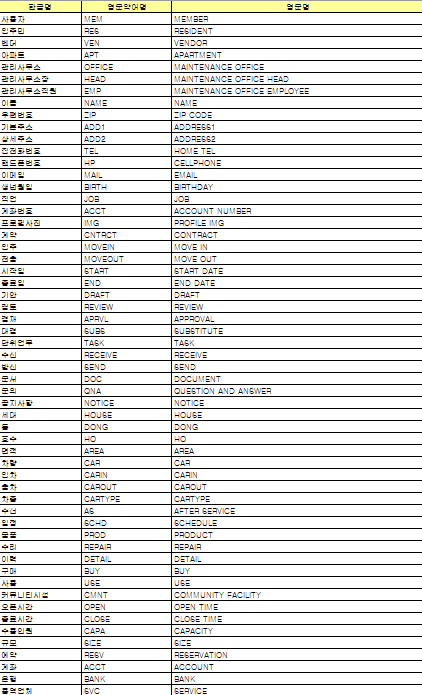 한글명 영문약어명 영문명
사용자 MEM MEMBER
입주민 RES RESIDENT
벤더 VEN VENDOR
아파트 APT APARTMENT
관리사무소 OFFICE MAINTENANCE OFFICE
관리사무소장 HEAD MAINTENANCE OFFICE HEAD
관리사무소직원 EMP MAINTENANCE OFFICE EMPLOYEE
이름 NAME NAME
우편번호 ZIP ZIP CODE
기본주소 ADD1 ADDRESS1
상세주소 ADD2 ADDRESS2
집전화번호 TEL HOME TEL
핸드폰번호 HP CELLPHONE
이메일 MAIL EMAIL
생년월일 BIRTH BIRTHDAY
직업 JOB JOB
계좌번호 ACCT ACCOUNT NUMBER
프로필사진 IMG PROFILE IMG
계약 CNTRCT CONTRACT
입주 MOVEIN MOVE IN
전출 MOVEOUT MOVE OUT
시작일 START START DATE
종료일 END END DATE
기안 DRAFT DRAFT
검토 REVIEW REVIEW
결재 APRVL APPROVAL
대결 SUBS SUBSTITUTE
단위업무 TASK TASK
수신 RECEIVE RECEIVE
발신 SEND SEND
문서 DOC DOCUMENT
문의 QNA QUESTION AND ANSWER
공지사항 NOTICE NOTICE
세대 HOUSE HOUSE
동 DONG DONG
호수 HO HO
면적 AREA AREA
차량 CAR CAR
입차 CARIN CARIN
출차 CAROUT CAROUT
차종 CARTYPE CARTYPE
수선 AS AFTER SERVICE
일정 SCHD SCHEDULE
물품 PROD PRODUCT
수리 REPAIR REPAIR
이력 DETAIL DETAIL
구매 BUY BUY
사용 USE USE
커뮤니티시설 CMNT COMMUNITY FACILITY
오픈시간 OPEN OPEN TIME
종료시간 CLOSE CLOSE TIME
수용인원 CAPA CAPACITY
규모 SIZE SIZE
예약 RESV RESERVATION
계좌 ACCT ACCOUNT
은행 BANK BANK
용역업체 SVC SERVICE